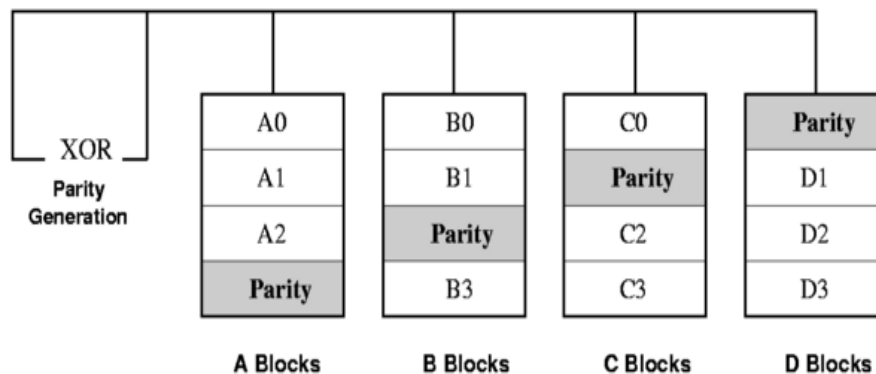 A0 B0 C0 Parity
XOR A1 B1 Parity D1
Parity
Generation
A2 Parity C2 D2
Parity B3 C3 D3
A Blocks B Blocks C Blocks D Blocks